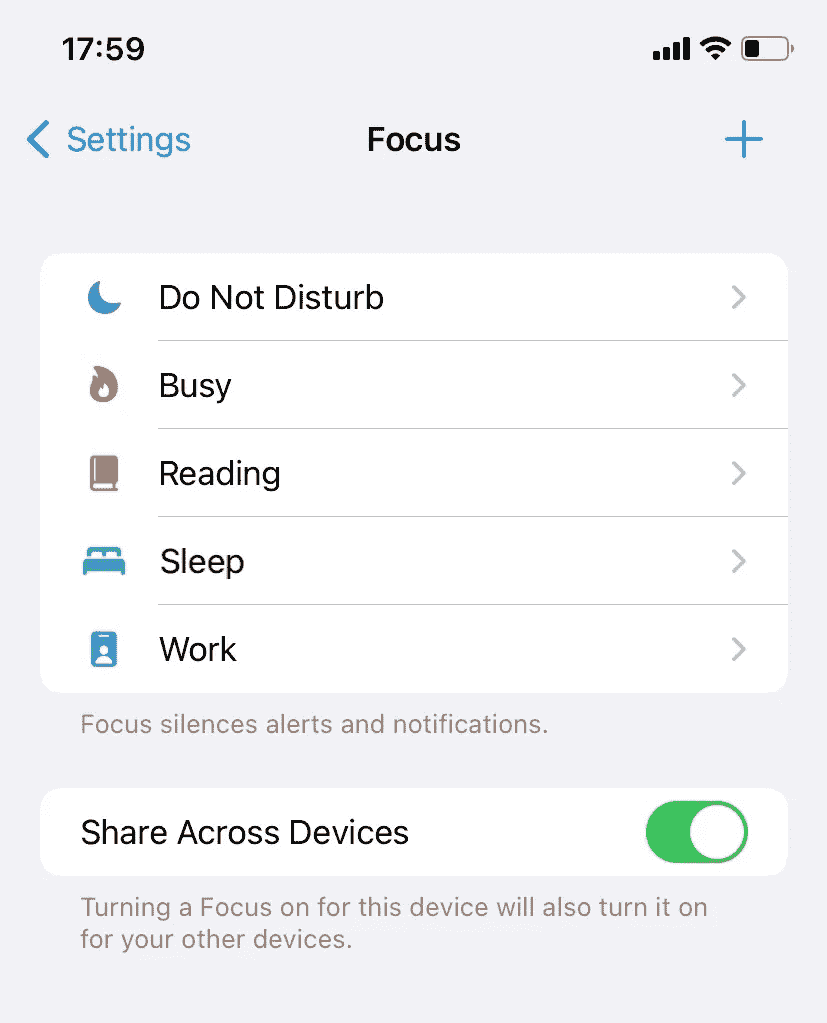 17:59
Settings
Focus
Do Not Disturb
Busy
Reading
Sleep
Work
Focus silences alerts and notifications.
Share Across Devices
Turning a Focus on for this device will also turn it on
for your other devices.